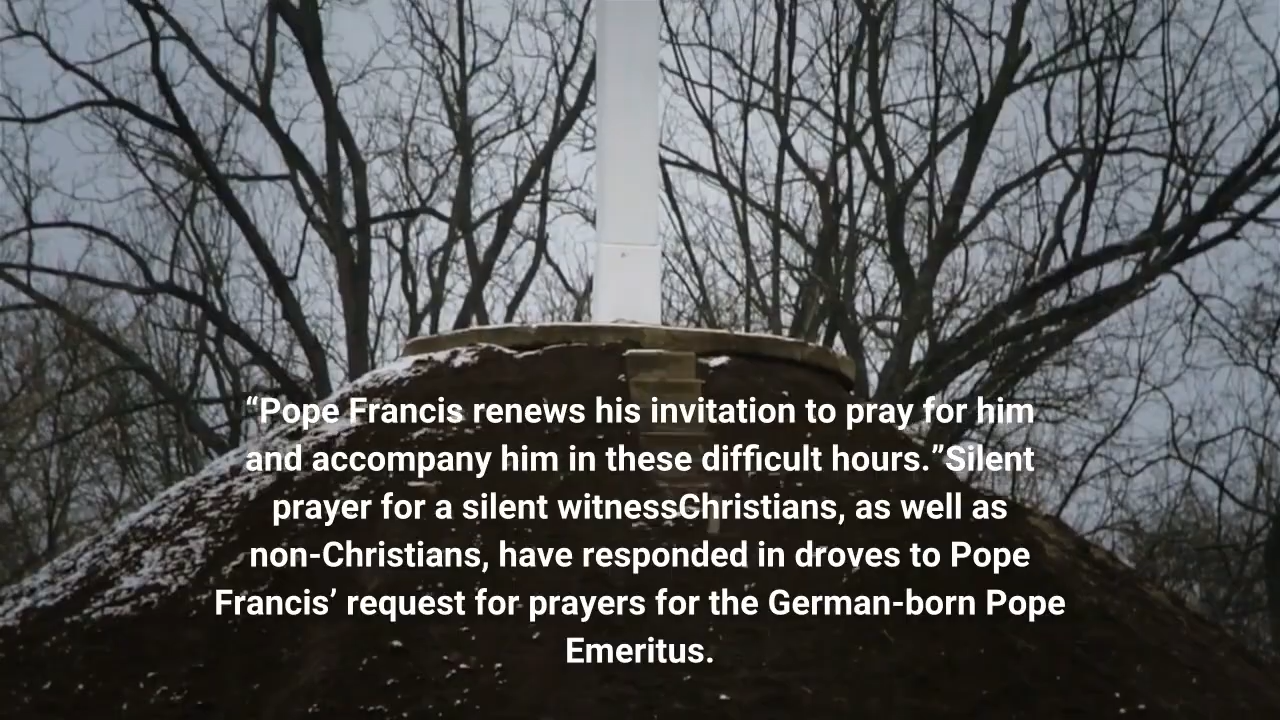 “Pope Francis renews his invitation to pray for him
and accompany him in these difficult hours.”Silent
prayer for a silent witnessChristians, as well as
non-Christians, have responded in droves to Pope
Francis’ request for prayers for the German-born Pope
Emeritus.